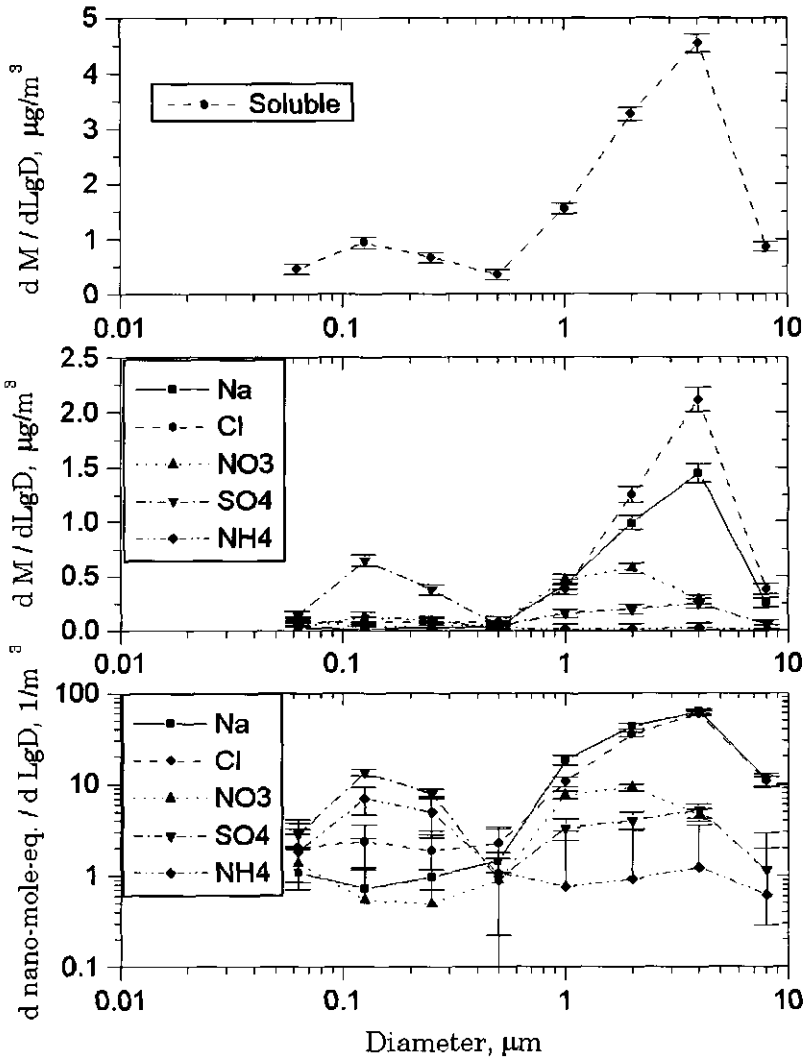 5
4
3
2
1
0
d M / dLgD, µg/m³
Soluble
0.01
0.1
1
10
2.5
2.0
1.5
1.0
0.5
0.0
d M / dLgD, µg/m³
Na
Cl
NO3
SO4
NH4
0.01
0.1
1
10
100
10
1
0.1
d nano-mole-eq. / d LgD, 1/m³
Na
Cl
NO3
SO4
NH4
0.01
0.1
1
10
Diameter, µm